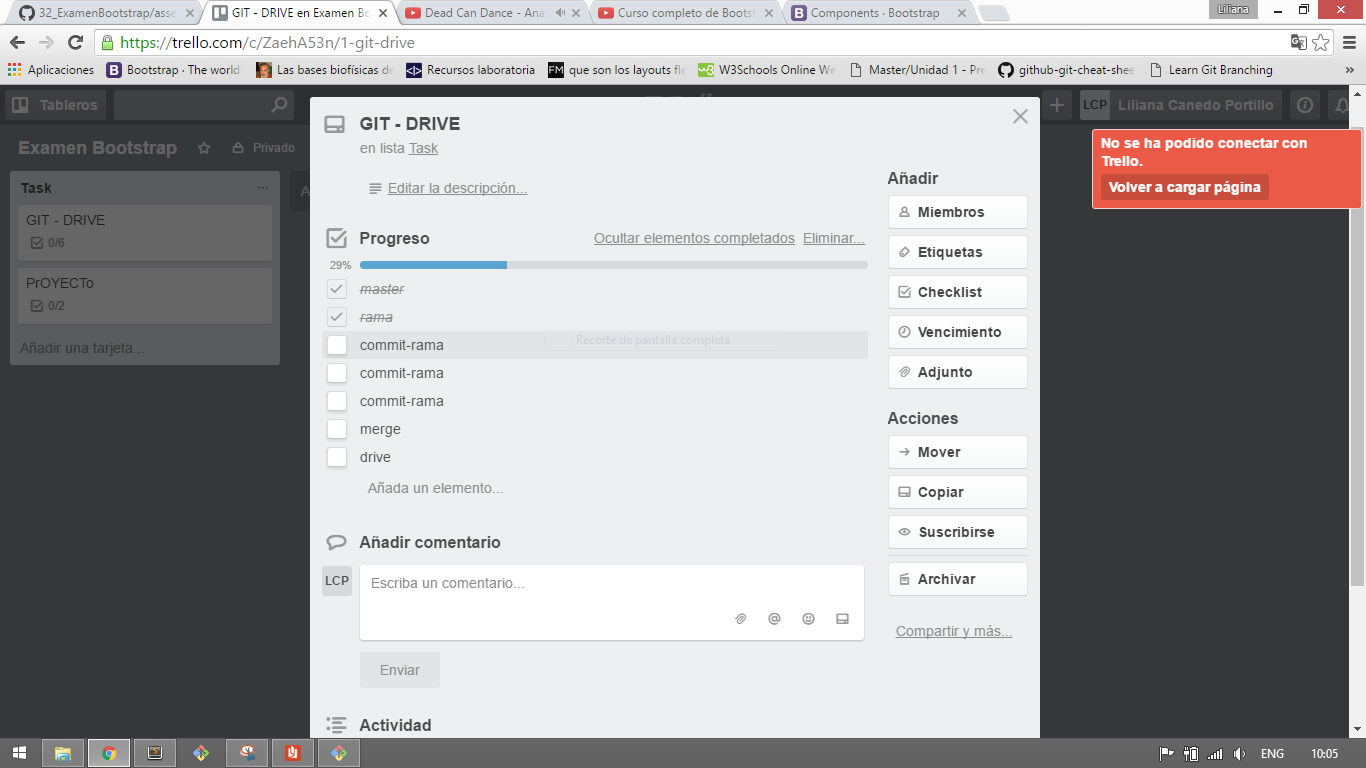 32_ExamenBootstrap/asse
GIT - DRIVE en Examen Bo
Dead Can Dance - Ana
Curso completo de Boots
Components · Bootstrap
Liliana
https://trello.com/c/ZaehA53n/1-git-drive
Aplicaciones
Bootstrap · The world
Las bases biofísicas de
Recursos laboratoria
FM que son los layouts fle
W3Schools Online We
Master/Unidad 1 - Pre
github-git-cheat-shee
Learn Git Branching
»
Tableros
LCP Liliana Canedo Portillo
Examen Bootstrap
Privado
Task
GIT - DRIVE
0/6
PrOYECTo
0/2
Añadir una tarjeta...
A
GIT - DRIVE
en lista Task
Editar la descripción...
Progreso
Ocultar elementos completados
Eliminar...
29%
master
rama
commit-rama
Recorte de pantalla completa
commit-rama
commit-rama
merge
drive
Añada un elemento...
Añadir comentario
LCP
Escriba un comentario...
Enviar
Actividad
Añadir
Miembros
Etiquetas
Checklist
Vencimiento
Adjunto
Acciones
Mover
Copiar
Suscribirse
Archivar
Compartir y más...
No se ha podido conectar con
Trello.
Volver a cargar página
ENG
10:05